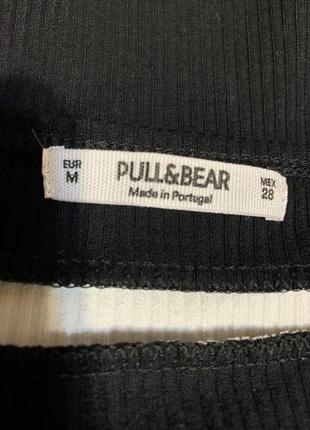 EUR
M
PULL&BEAR
Made in Portugal
MEX
28